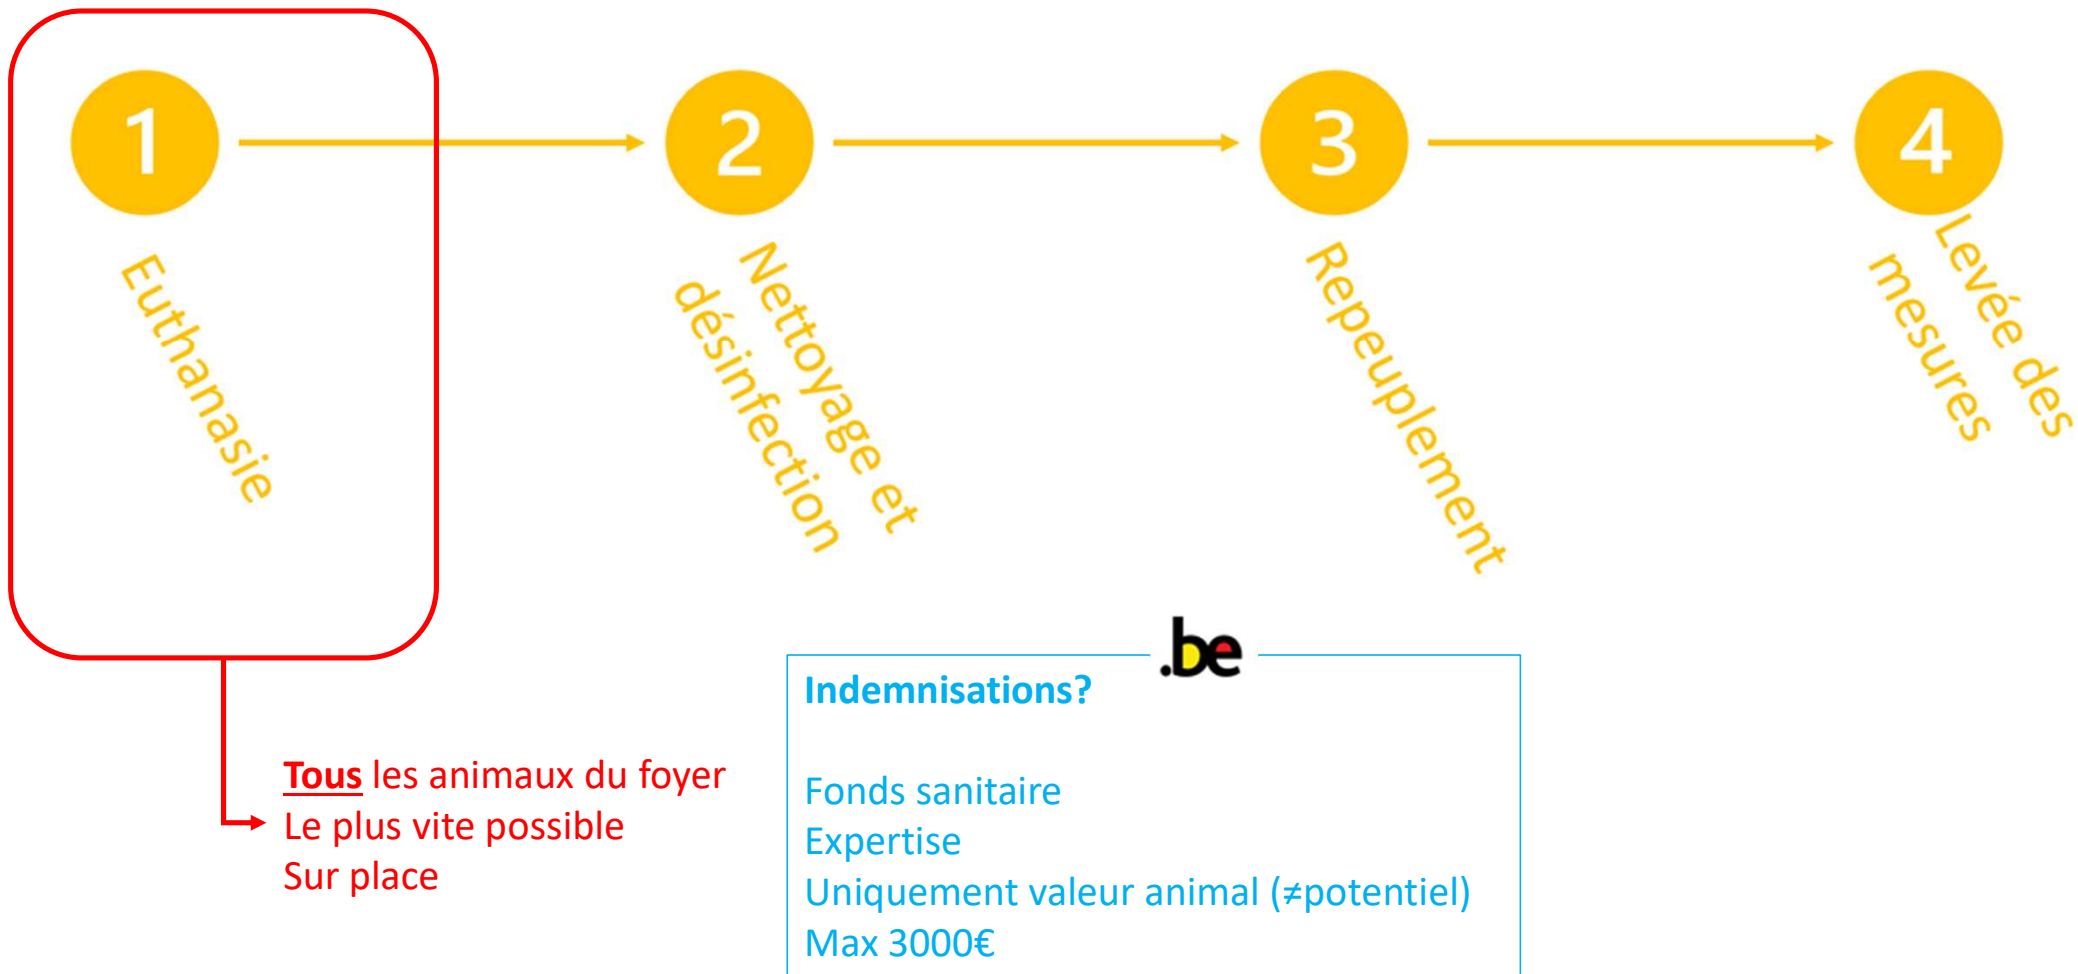 1
2
3
4
Euthanasie
Nettoyage et
désinfection
Repeuplement
Levée des
mesures
.be
Indemnisations?
Tous les animaux du foyer
Le plus vite possible
Sur place
Fonds sanitaire
Expertise
Uniquement valeur animal (≠potentiel)
Max 3000€